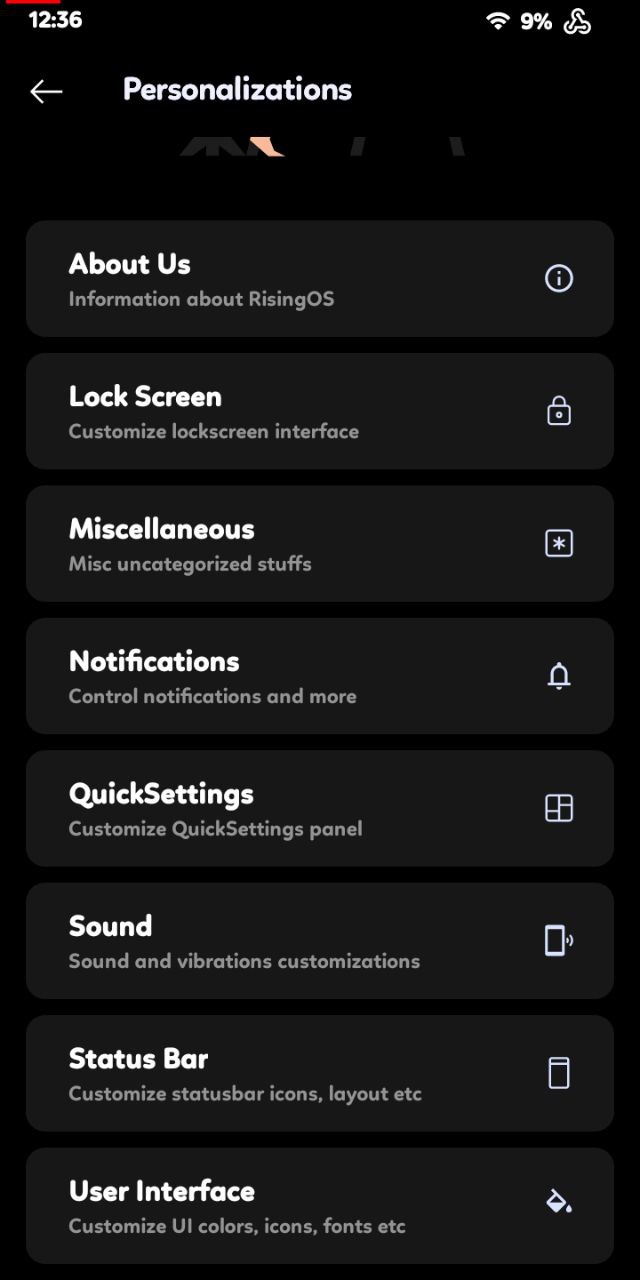 12:36
9%
Personalizations
About Us
Information about RisingOS
Lock Screen
Customize lockscreen interface
Miscellaneous
Misc uncategorized stuffs
Notifications
Control notifications and more
QuickSettings
Customize QuickSettings panel
Sound
Sound and vibrations customizations
Status Bar
Customize statusbar icons, layout etc
User Interface
Customize UI colors, icons, fonts etc